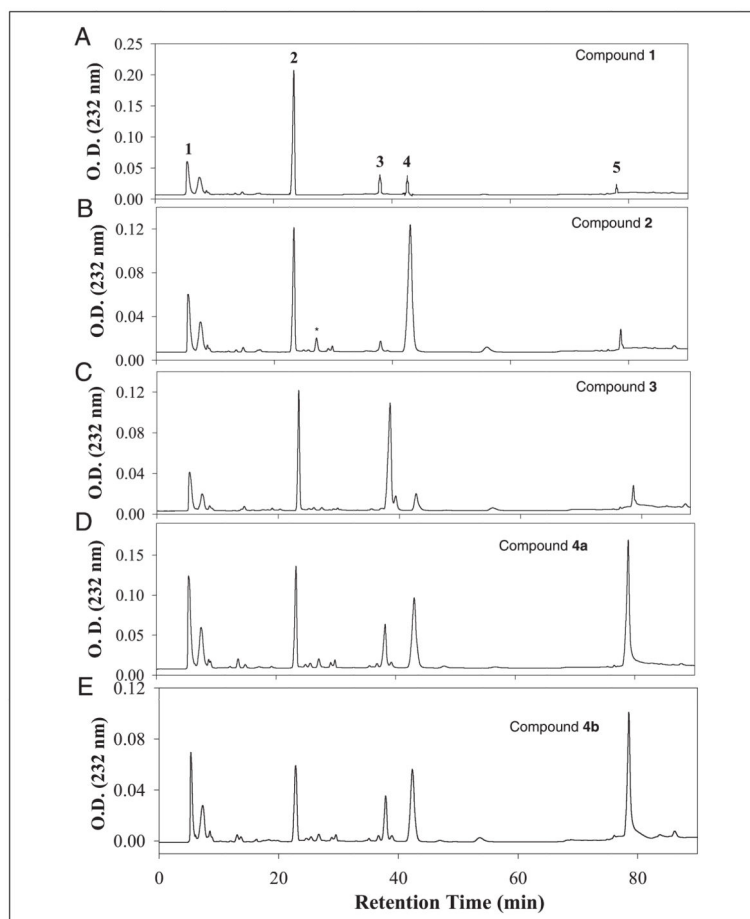 A
O. D. (232 nm)
0.25
0.20
0.15
0.10
0.05
0.00
Compound 1
1
2
3
4
5
B
O.D. (232 nm)
0.12
0.08
0.04
0.00
Compound 2
*
C
O.D. (232 nm)
0.12
0.08
0.04
0.00
Compound 3
D
O. D. (232 nm)
0.15
0.10
0.05
0.00
Compound 4a
E
O.D. (232 nm)
0.12
0.08
0.04
0.00
Compound 4b
0 20 40 60 80
Retention Time (min)